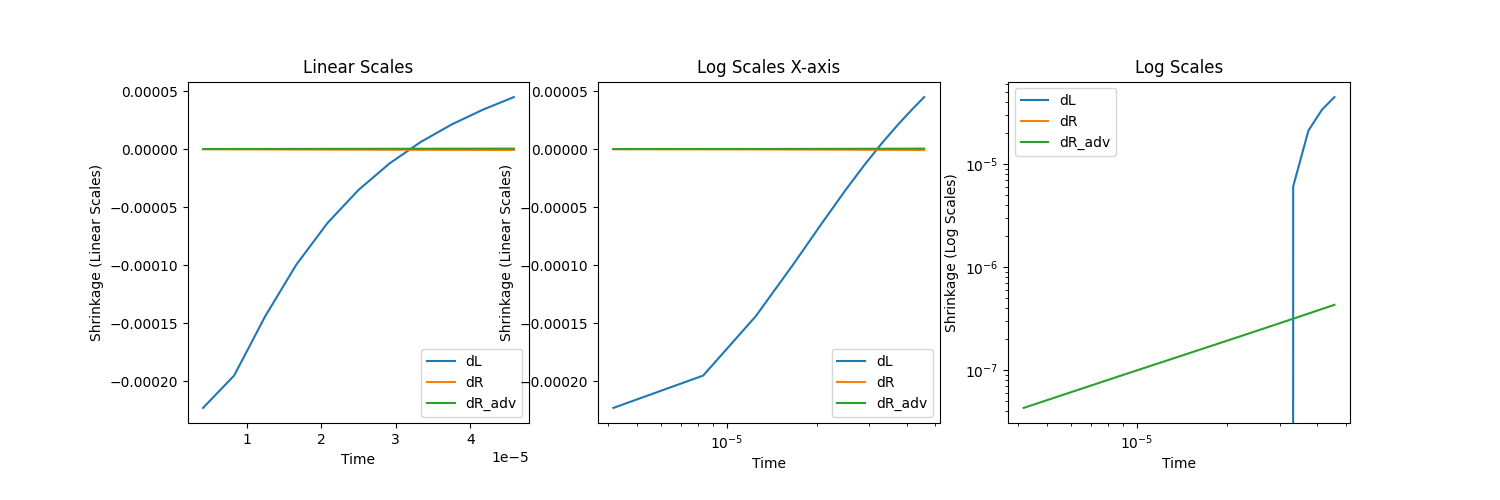 Linear Scales
Shrinkage (Linear Scales)
0.00005
0.00000
−0.00005
−0.00010
−0.00015
−0.00020
1
2
3
4
1e−5
Time
dL
dR
dR_adv
Log Scales X-axis
Shrinkage (Linear Scales)
0.00005
0.00000
−0.00005
−0.00010
−0.00015
−0.00020
10⁻⁵
Time
dL
dR
dR_adv
Log Scales
Shrinkage (Log Scales)
10⁻⁵
10⁻⁶
10⁻⁷
10⁻⁵
Time
dL
dR
dR_adv